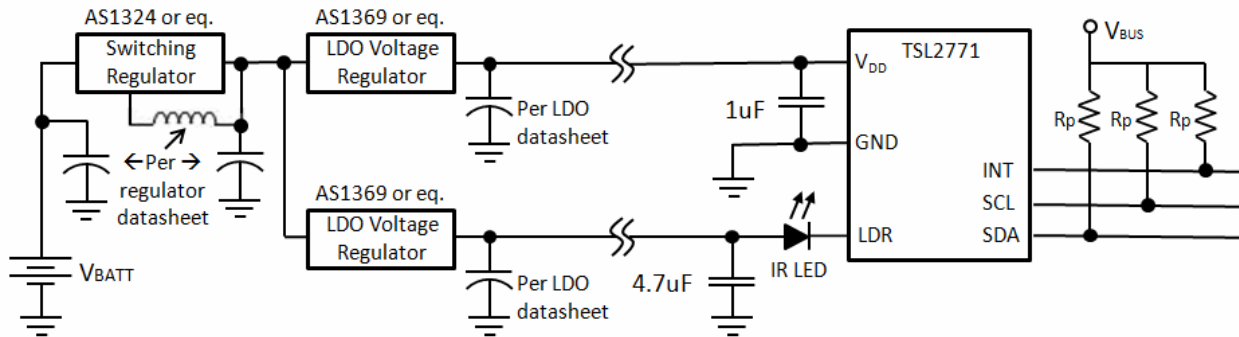 AS1324 or eq.
Switching
Regulator
←Per→
regulator
datasheet
VBATT
AS1369 or eq.
LDO Voltage
Regulator
Per LDO
datasheet
AS1369 or eq.
LDO Voltage
Regulator
Per LDO
datasheet
1uF
4.7uF
IR LED
TSL2771
VDD
GND
LDR
INT
SCL
SDA
VBUS
Rp
Rp
Rp